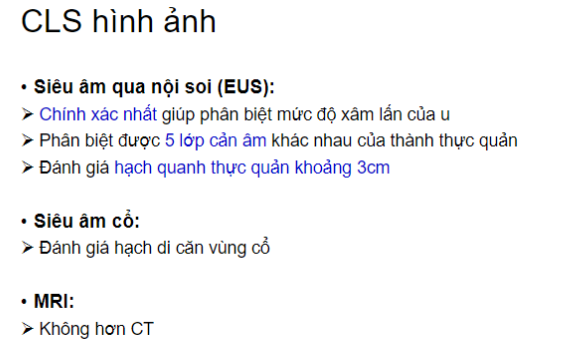 CLS hình ảnh
• Siêu âm qua nội soi (EUS):
➢ Chính xác nhất giúp phân biệt mức độ xâm lấn của u
➢ Phân biệt được 5 lớp cản âm khác nhau của thành thực quản
➢ Đánh giá hạch quanh thực quản khoảng 3cm
• Siêu âm cổ:
➢ Đánh giá hạch di căn vùng cổ
• MRI:
➢ Không hơn CT